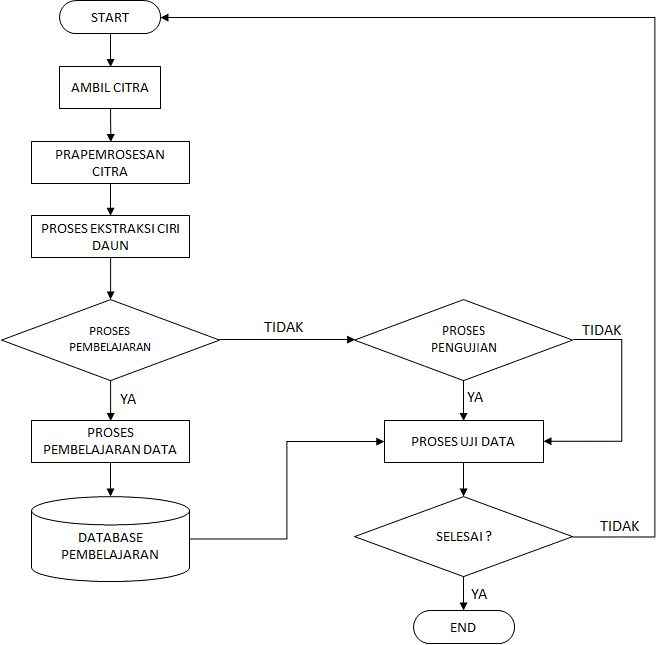 START
AMBIL CITRA
PRAPEMROSESAN
CITRA
PROSES EKSTRAKSI CIRI
DAUN
PROSES
PEMBELAJARAN
TIDAK
PROSES
PENGUJIAN
TIDAK
YA
YA
PROSES
PEMBELAJARAN DATA
PROSES UJI DATA
DATABASE
PEMBELAJARAN
SELESAI ?
TIDAK
YA
END